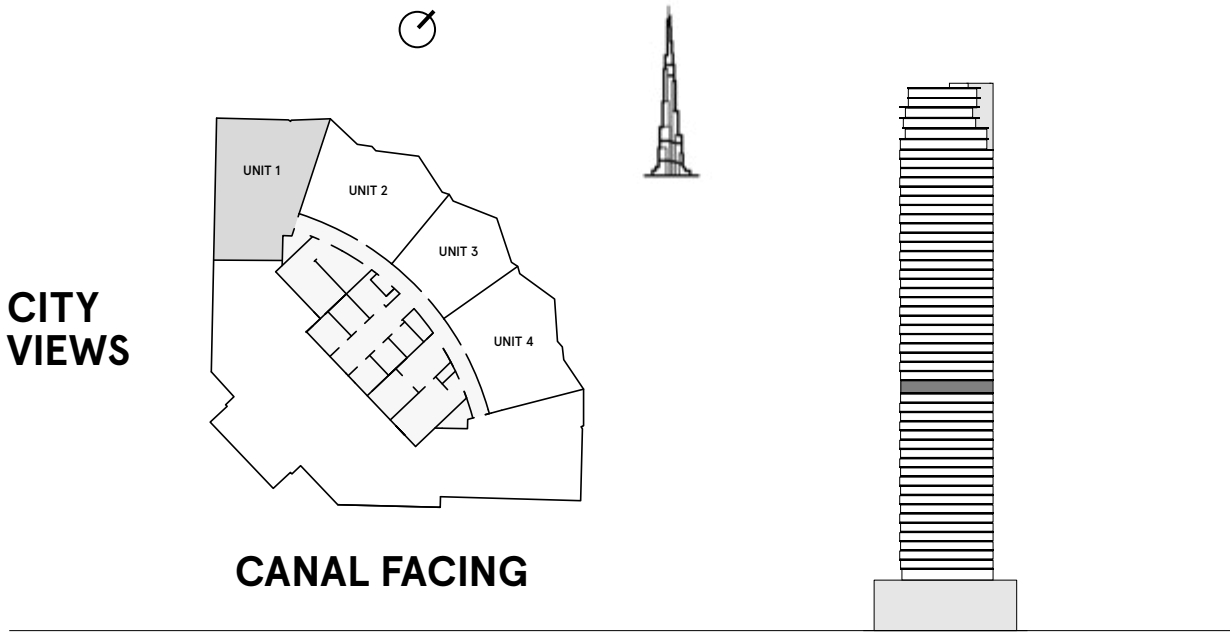 UNIT 1
UNIT 2
UNIT 3
UNIT 4
CITY
VIEWS
CANAL FACING